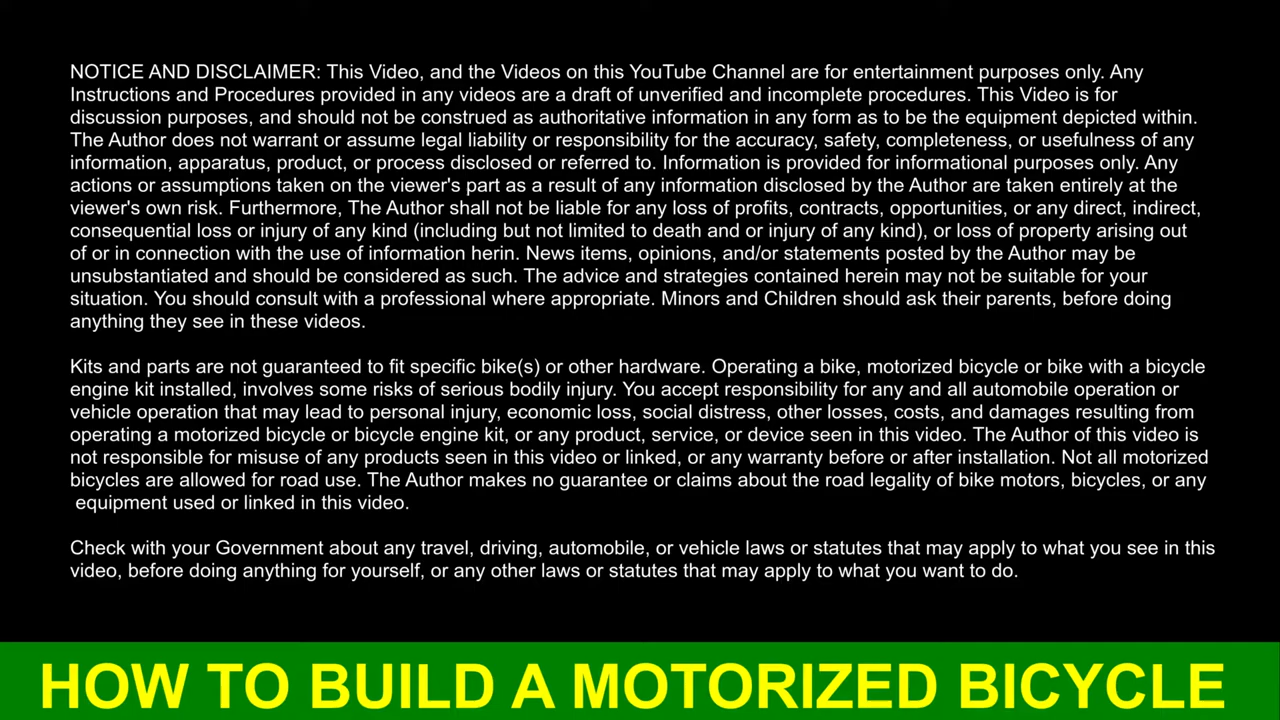 NOTICE AND DISCLAIMER: This Video, and the Videos on this YouTube Channel are for entertainment purposes only. Any
Instructions and Procedures provided in any videos are a draft of unverified and incomplete procedures. This Video is for
discussion purposes, and should not be construed as authoritative information in any form as to be the equipment depicted within.
The Author does not warrant or assume legal liability or responsibility for the accuracy, safety, completeness, or usefulness of any
information, apparatus, product, or process disclosed or referred to. Information is provided for informational purposes only. Any
actions or assumptions taken on the viewer's part as a result of any information disclosed by the Author are taken entirely at the
viewer's own risk. Furthermore, The Author shall not be liable for any loss of profits, contracts, opportunities, or any direct, indirect,
consequential loss or injury of any kind (including but not limited to death and or injury of any kind), or loss of property arising out
of or in connection with the use of information herin. News items, opinions, and/or statements posted by the Author may be
unsubstantiated and should be considered as such. The advice and strategies contained herein may not be suitable for your
situation. You should consult with a professional where appropriate. Minors and Children should ask their parents, before doing
anything they see in these videos.
Kits and parts are not guaranteed to fit specific bike(s) or other hardware. Operating a bike, motorized bicycle or bike with a bicycle
engine kit installed, involves some risks of serious bodily injury. You accept responsibility for any and all automobile operation or
vehicle operation that may lead to personal injury, economic loss, social distress, other losses, costs, and damages resulting from
operating a motorized bicycle or bicycle engine kit, or any product, service, or device seen in this video. The Author of this video is
not responsible for misuse of any products seen in this video or linked, or any warranty before or after installation. Not all motorized
bicycles are allowed for road use. The Author makes no guarantee or claims about the road legality of bike motors, bicycles, or any
equipment used or linked in this video.
Check with your Government about any travel, driving, automobile, or vehicle laws or statutes that may apply to what you see in this
video, before doing anything for yourself, or any other laws or statutes that may apply to what you want to do.
HOW TO BUILD A MOTORIZED BICYCLE